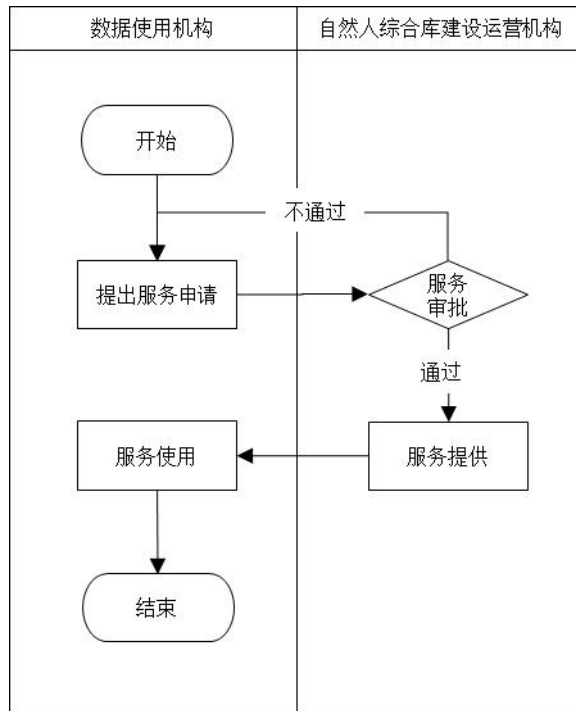 数据使用机构
自然人综合库建设运营机构
开始
不通过
提出服务申请
服务
审批
通过
服务使用
服务提供
结束